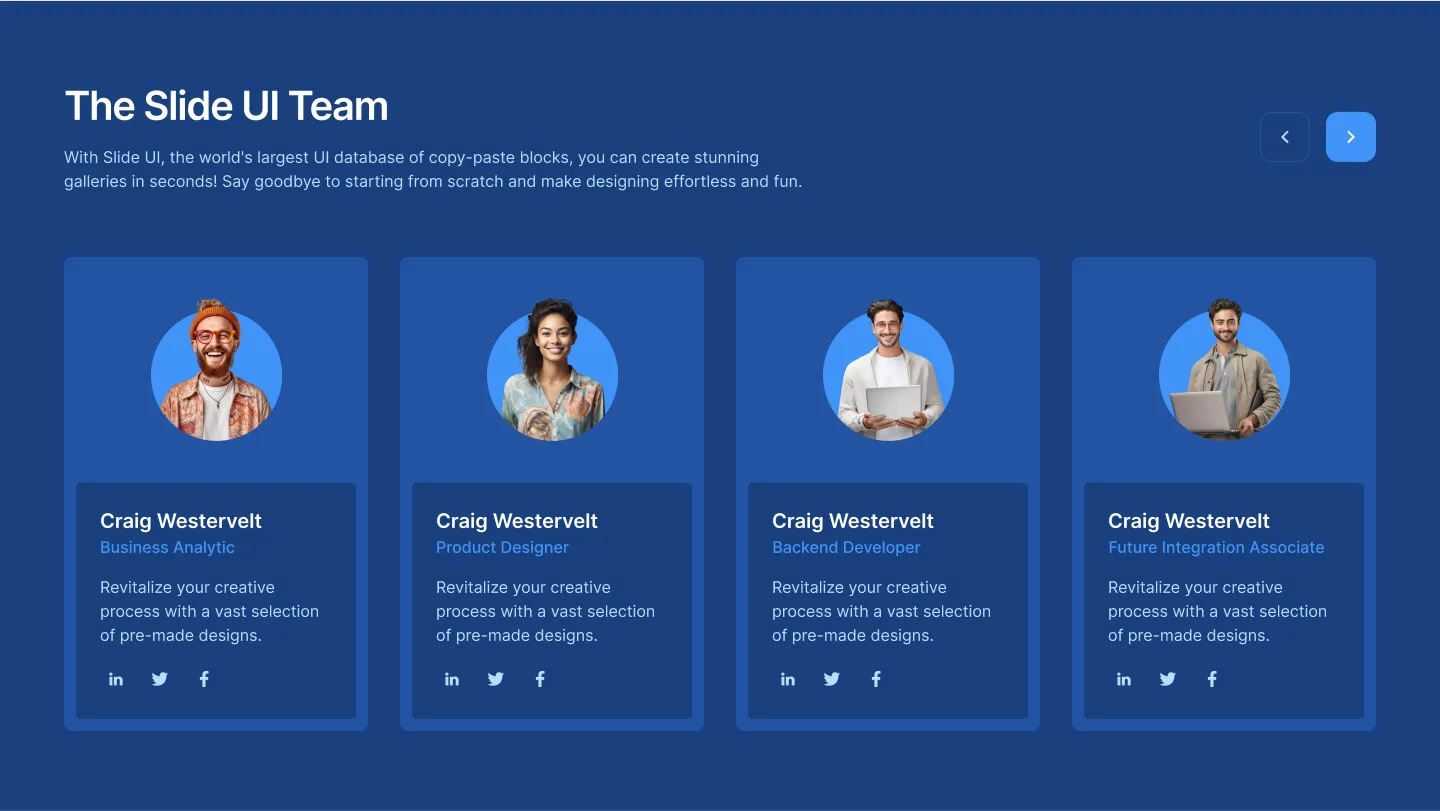 The Slide UI Team
With Slide UI, the world's largest UI database of copy-paste blocks, you can create stunning
galleries in seconds! Say goodbye to starting from scratch and make designing effortless and fun.
Craig Westervelt
Business Analytic
Revitalize your creative
process with a vast selection
of pre-made designs.
in
Craig Westervelt
Product Designer
Revitalize your creative
process with a vast selection
of pre-made designs.
in
Craig Westervelt
Backend Developer
Revitalize your creative
process with a vast selection
of pre-made designs.
in
Craig Westervelt
Future Integration Associate
Revitalize your creative
process with a vast selection
of pre-made designs.
in